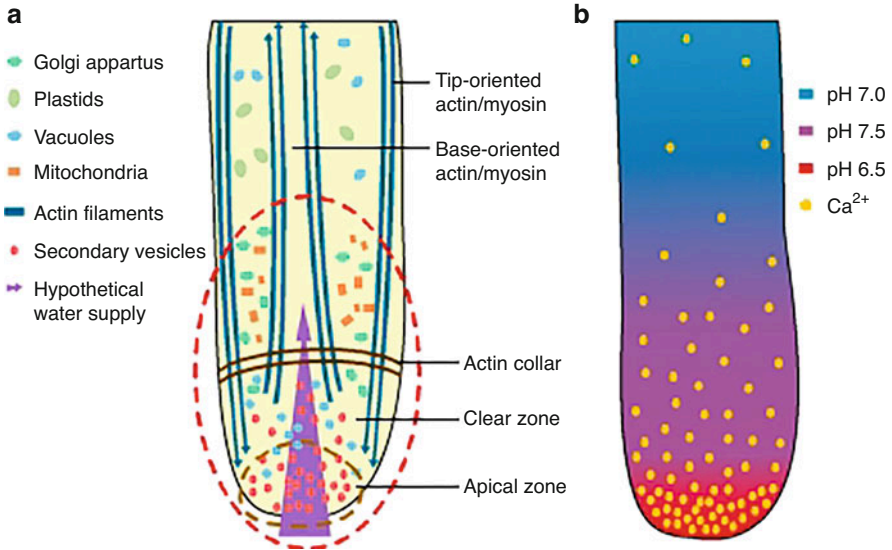 a
Golgi appartus
Plastids
Vacuoles
Mitochondria
Actin filaments
Secondary vesicles
Hypothetical
water supply
Tip-oriented
actin/myosin
Base-oriented
actin/myosin
Actin collar
Clear zone
Apical zone
b
pH 7.0
pH 7.5
pH 6.5
Ca²⁺